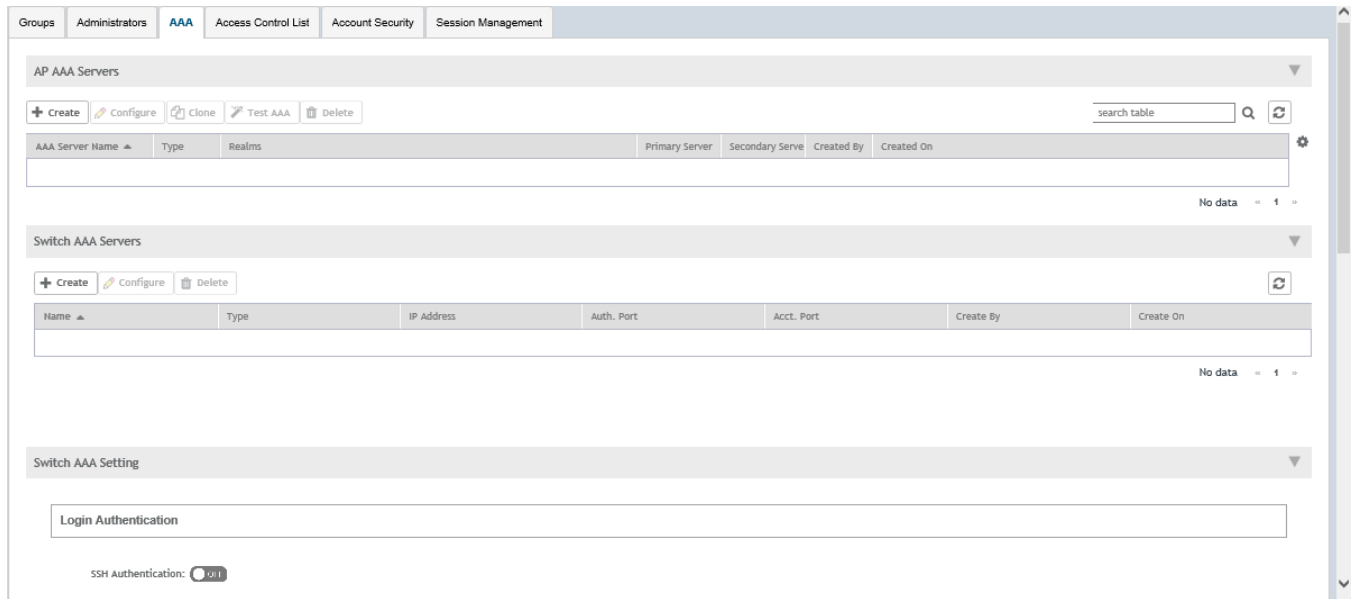 Groups Administrators AAA Access Control List Account Security Session Management
AP AAA Servers
Create Configure Clone Test AAA Delete search table
AAA Server Name Type Realms Primary Server Secondary Serve Created By Created On
No data « 1 »
Switch AAA Servers
Create Configure Delete
Name Type IP Address Auth. Port Acct. Port Create By Create On
No data « 1 »
Switch AAA Setting
Login Authentication
SSH Authentication: OFF